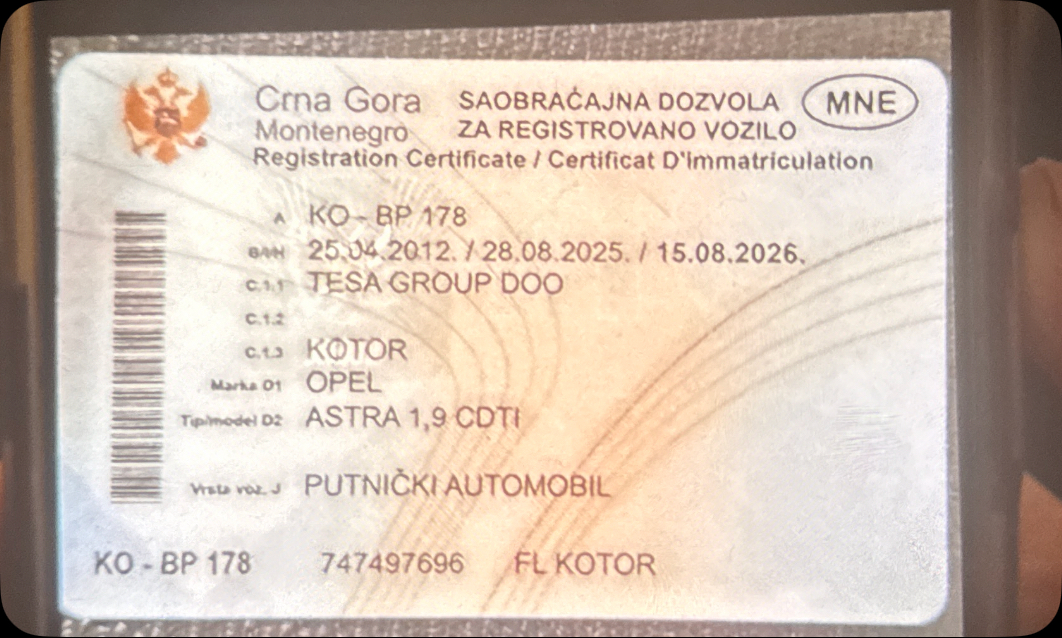 Crna Gora SAOBRAĆAJNA DOZVOLA MNE
Montenegro ZA REGISTROVANO VOZILO
Registration Certificate / Certificat D'immatriculation
A KO - BP 178
B/I/H 25.04.2012. / 28.08.2025. / 15.08.2026.
C.1.1 TESA GROUP DOO
C.1.2
C.1.3 KOTOR
Marka D1 OPEL
Tip/model D2 ASTRA 1,9 CDTI
Vrsta voz. J PUTNIČKI AUTOMOBIL
KO - BP 178 747497696 FL KOTOR